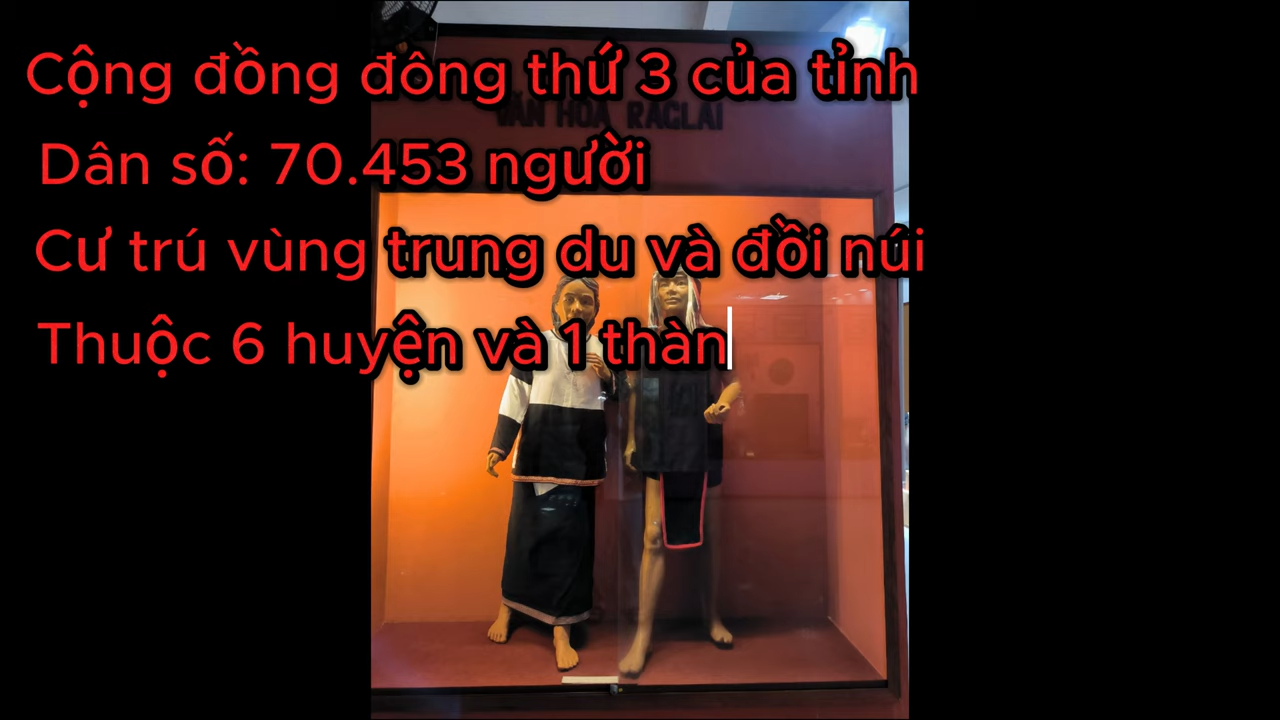 Cộng đồng đông thứ 3 của tỉnh
VĂN HÓA RAGLAI
Dân số: 70.453 người
Cư trú vùng trung du và đồi núi
Thuộc 6 huyện và 1 thàn